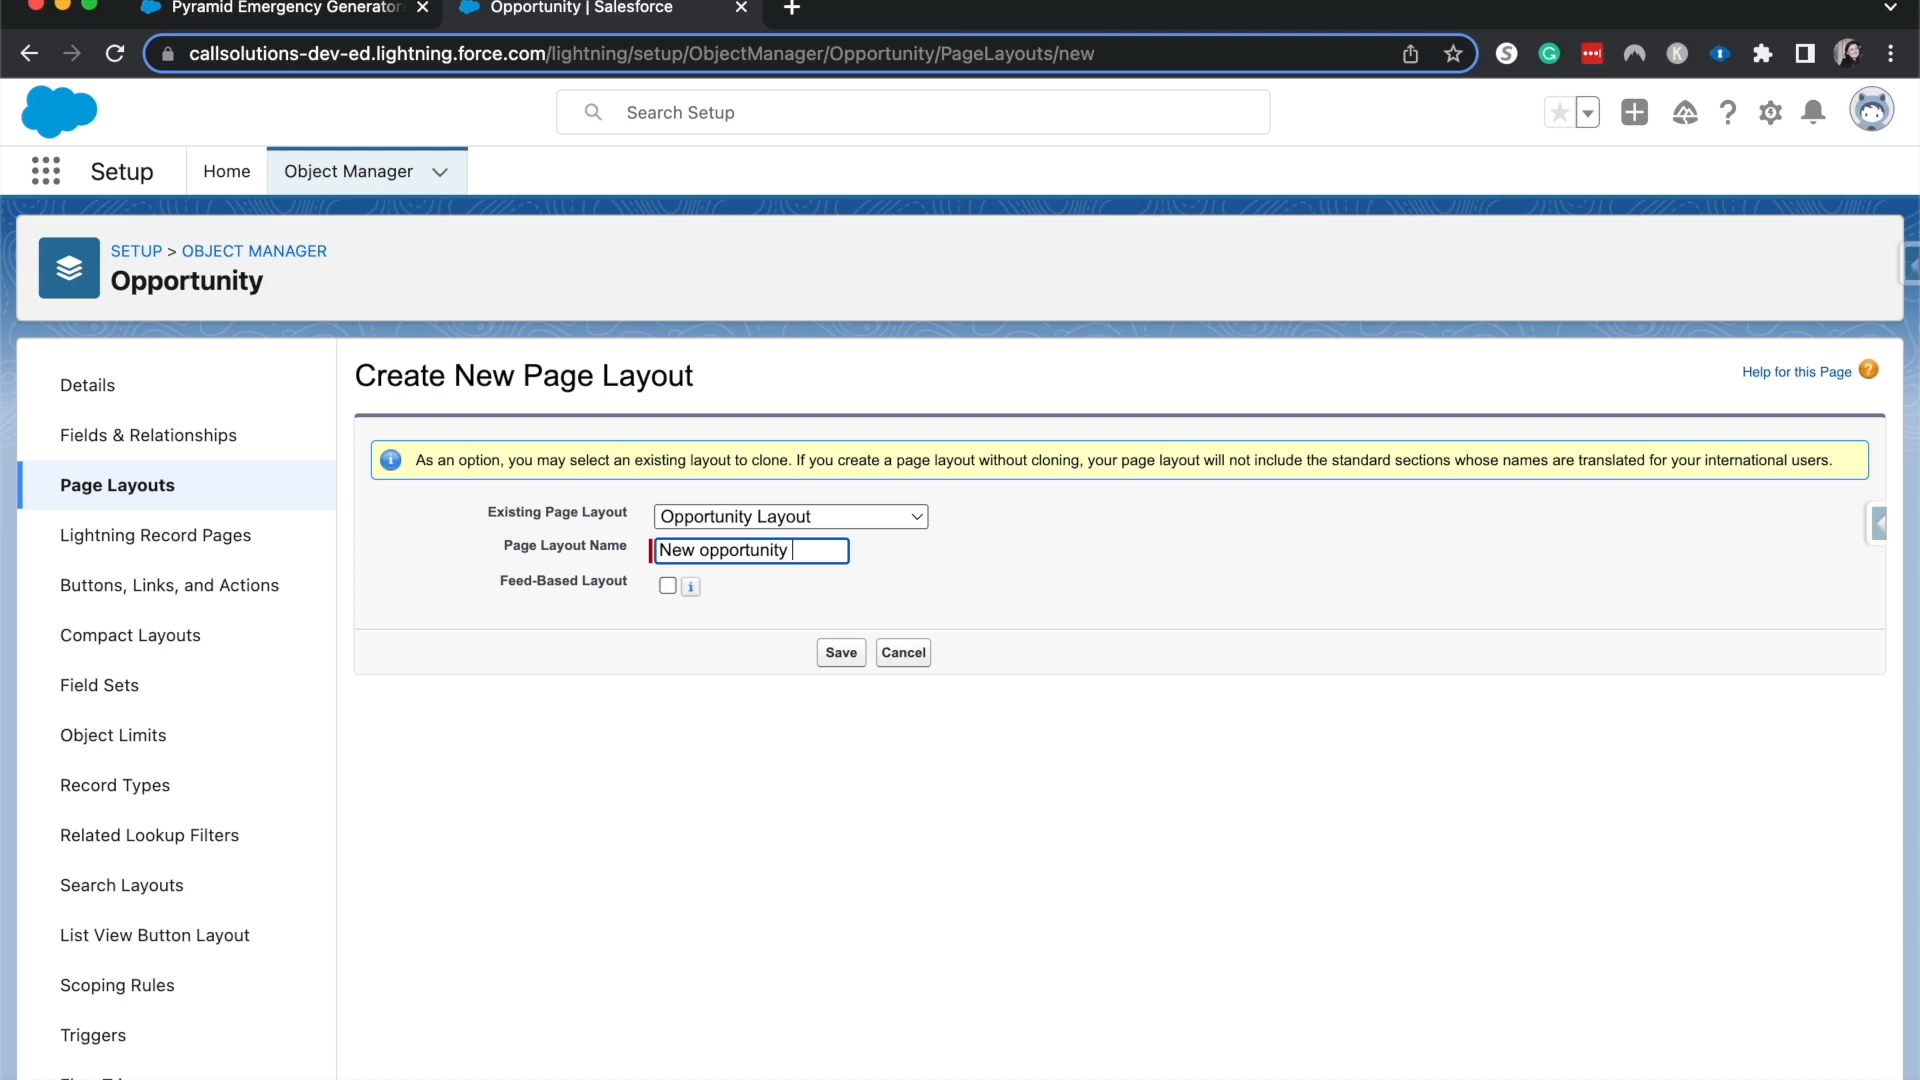 Pyramid Emergency Generator
Opportunity | Salesforce
callsolutions-dev-ed.lightning.force.com/lightning/setup/ObjectManager/Opportunity/PageLayouts/new
Search Setup
Setup
Home
Object Manager
SETUP > OBJECT MANAGER
Opportunity
Details
Fields & Relationships
Page Layouts
Lightning Record Pages
Buttons, Links, and Actions
Compact Layouts
Field Sets
Object Limits
Record Types
Related Lookup Filters
Search Layouts
List View Button Layout
Scoping Rules
Triggers
Create New Page Layout
Help for this Page ?
As an option, you may select an existing layout to clone. If you create a page layout without cloning, your page layout will not include the standard sections whose names are translated for your international users.
Existing Page Layout Opportunity Layout
Page Layout Name New opportunity
Feed-Based Layout
Save Cancel